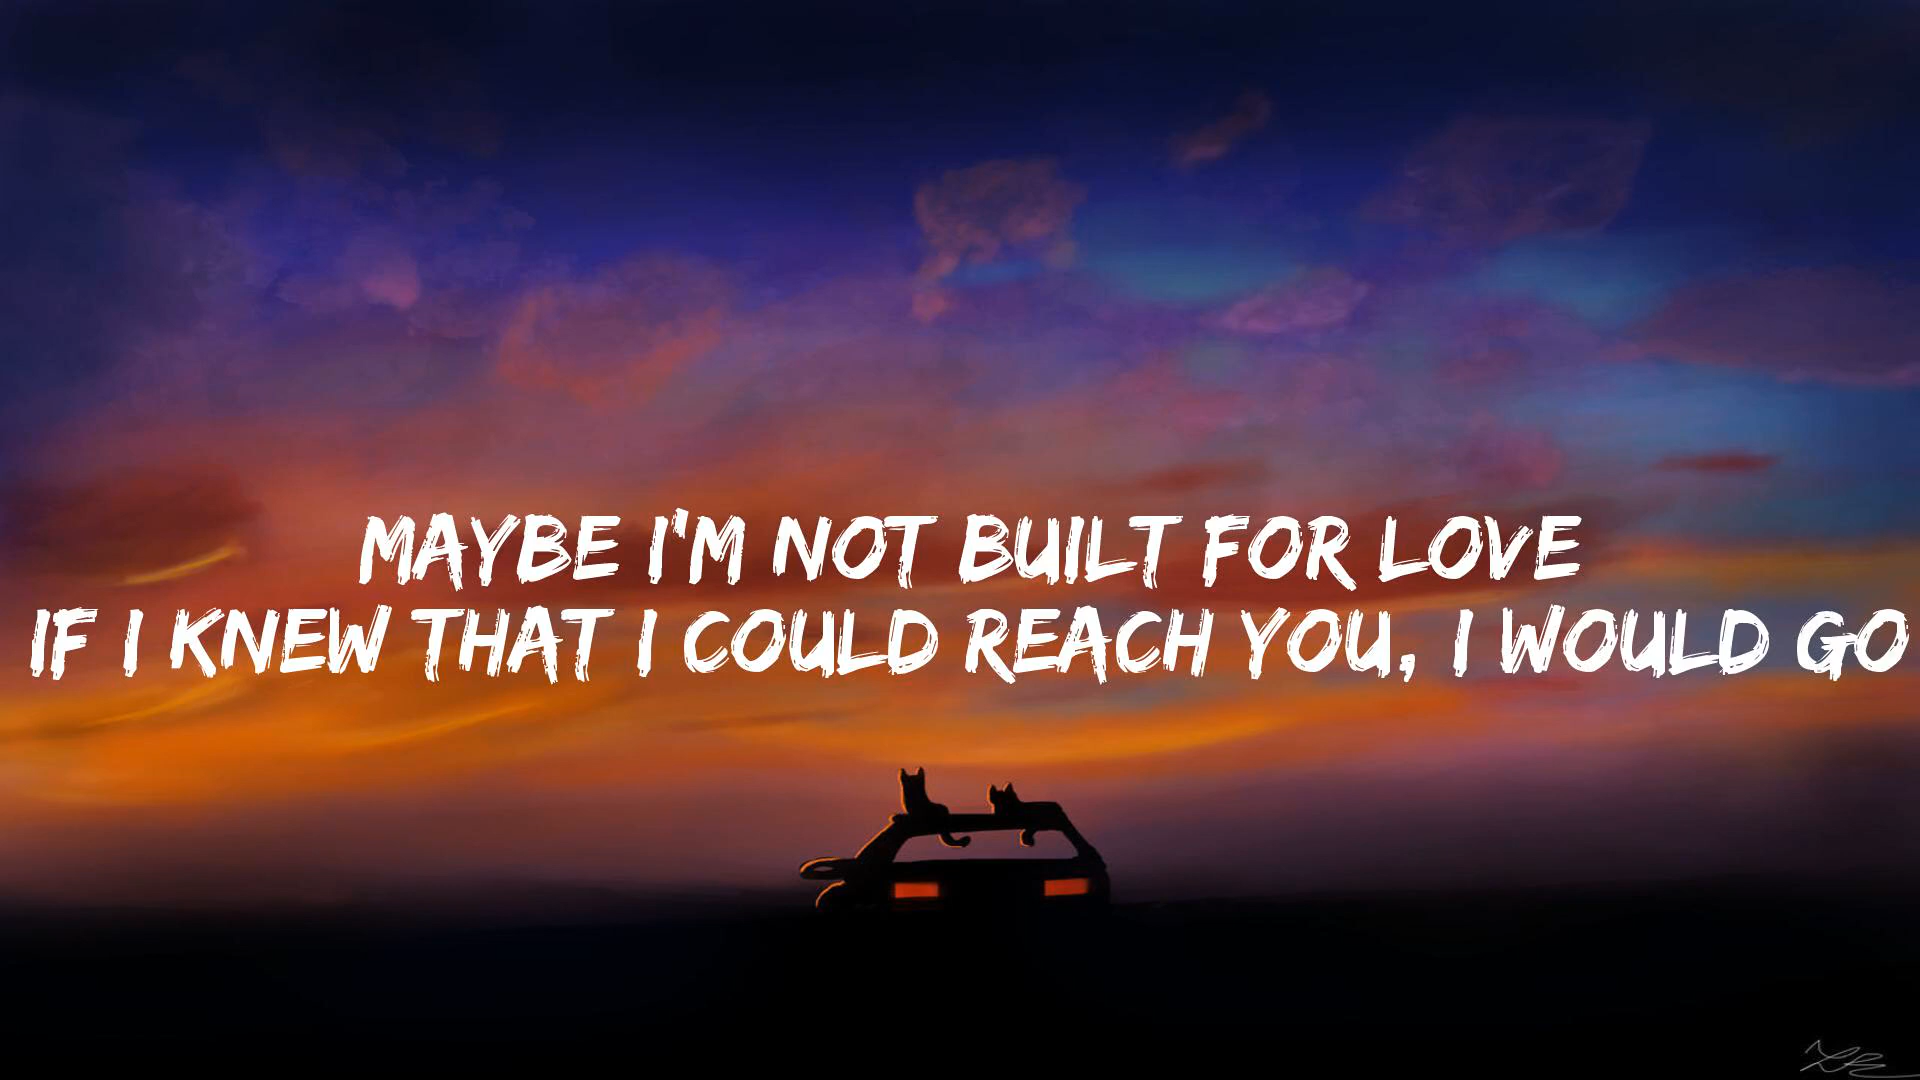 MAYBE I'M NOT BUILT FOR LOVE
IF I KNEW THAT I COULD REACH YOU, I WOULD GO